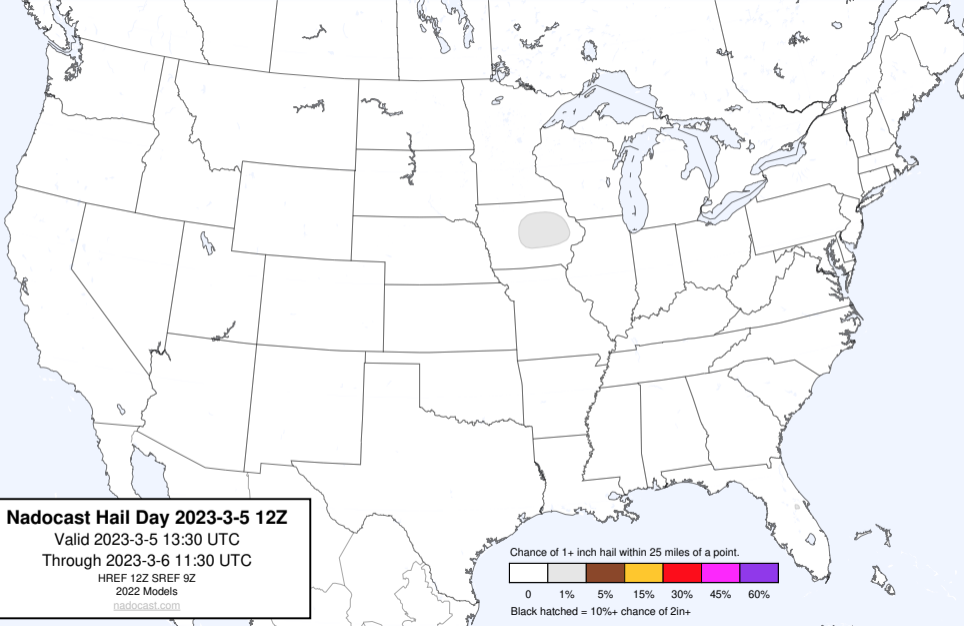 Nadocast Hail Day 2023-3-5 12Z
Valid 2023-3-5 13:30 UTC
Through 2023-3-6 11:30 UTC
HREF 12Z SREF 9Z
2022 Models
nadocast.com
Chance of 1+ inch hail within 25 miles of a point.
0 1% 5% 15% 30% 45% 60%
Black hatched = 10%+ chance of 2in+